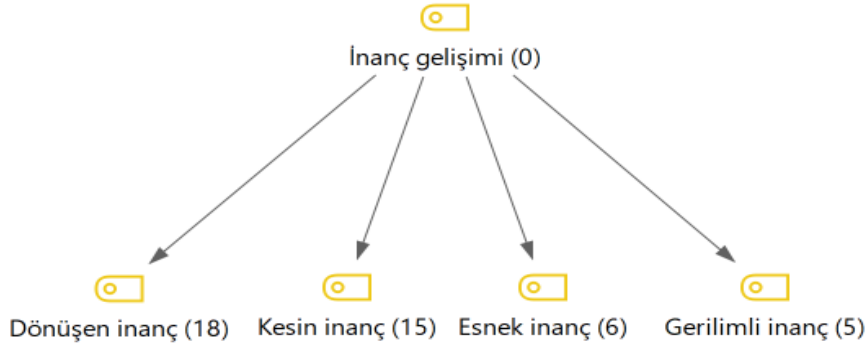 İnanç gelişimi (0)
Dönüşen inanç (18) Kesin inanç (15) Esnek inanç (6) Gerilimli inanç (5)